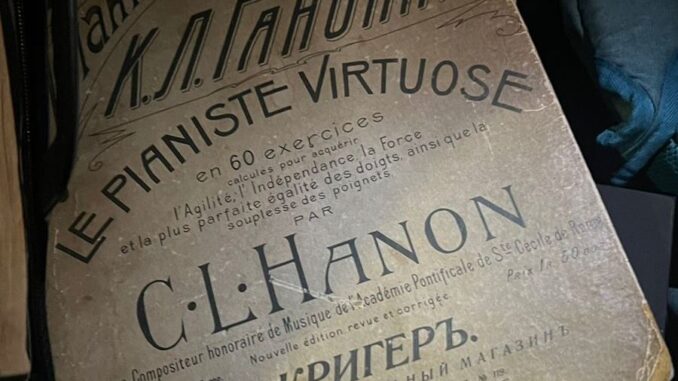 К.Л.ГАНОНЪ
LE PIANISTE VIRTUOSE
en 60 exercices
calculés pour acquérir
l'Agilité, l'Indépendance, la Force
et la plus parfaite égalité des doigts, ainsi que la
souplesse des poignets,
PAR
C·L·HANON
Compositeur honoraire de Musique de l'Académie Pontificale de Ste Cécile de
Nouvelle édition revue et corrigée
КРИГЕРЪ.
МАГАЗИНЪ